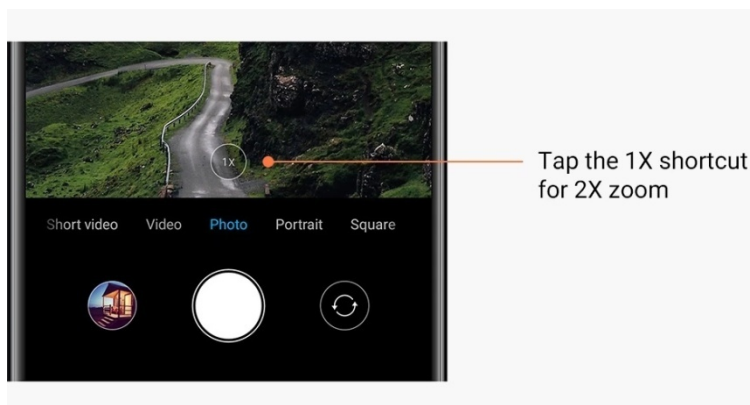 1X
Tap the 1X shortcut
for 2X zoom
Short video Video Photo Portrait Square